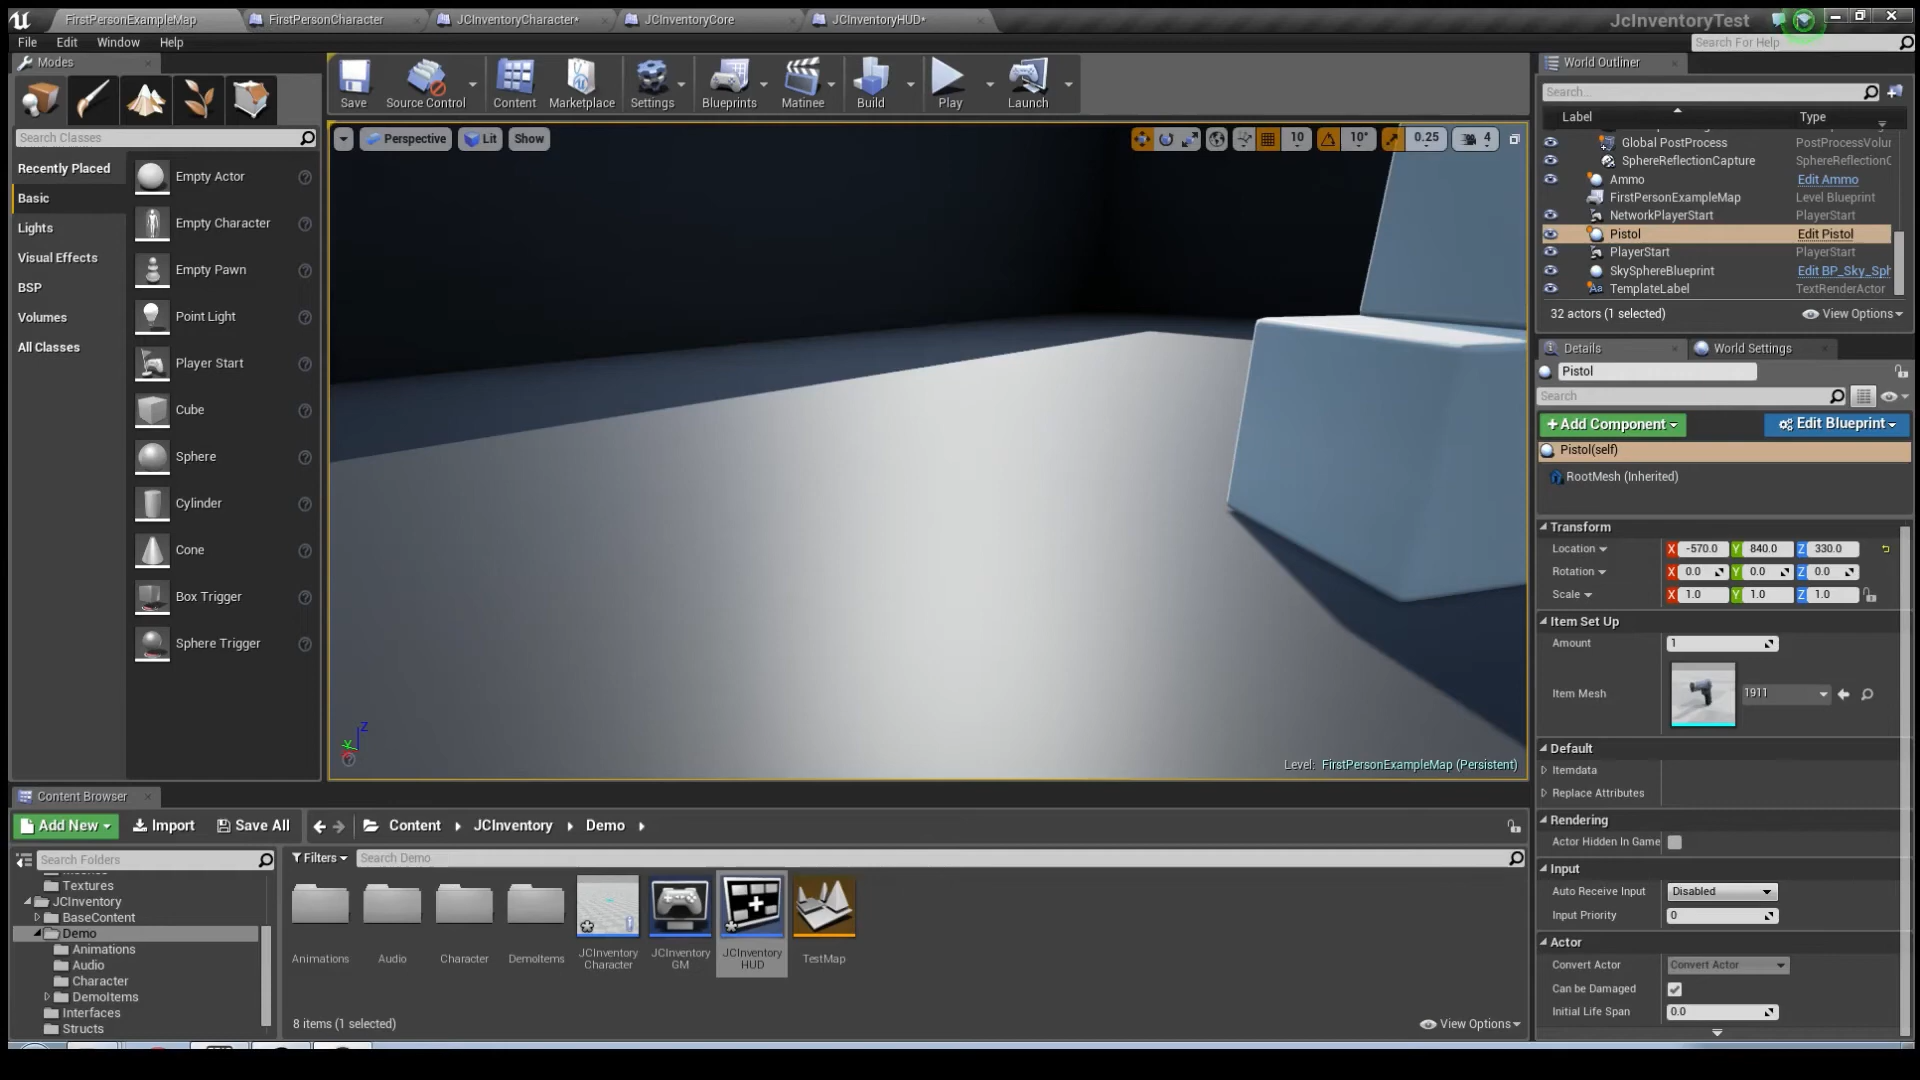 FirstPersonExampleMap
FirstPersonCharacter
JCInventoryCharacter*
JCInventoryCore
JCInventoryHUD*
JcInventoryTest
File
Edit
Window
Help
Search For Help
Modes
Search Classes
Recently Placed
Basic
Lights
Visual Effects
BSP
Volumes
All Classes
Empty Actor
Empty Character
Empty Pawn
Point Light
Player Start
Cube
Sphere
Cylinder
Cone
Box Trigger
Sphere Trigger
Save
Source Control
Content
Marketplace
Settings
Blueprints
Matinee
Build
Play
Launch
Perspective
Lit
Show
10
10°
0.25
4
Z
Y
Level: FirstPersonExampleMap (Persistent)
World Outliner
Search...
Label
Type
Global PostProcess
PostProcessVolur
SphereReflectionCapture
SphereReflectionC
Ammo
Edit Ammo
FirstPersonExampleMap
Level Blueprint
NetworkPlayerStart
PlayerStart
Pistol
Edit Pistol
PlayerStart
PlayerStart
SkySphereBlueprint
Edit BP_Sky_Sph
TemplateLabel
TextRenderActor
32 actors (1 selected)
View Options
Details
World Settings
Pistol
Search
+Add Component
Edit Blueprint
Pistol(self)
RootMesh (Inherited)
Transform
Location X -570.0 Y 840.0 Z 330.0
Rotation X 0.0 Y 0.0 Z 0.0
Scale X 1.0 Y 1.0 Z 1.0
Item Set Up
Amount 1
Item Mesh 1911
Default
Itemdata
Replace Attributes
Rendering
Actor Hidden In Game
Input
Auto Receive Input Disabled
Input Priority 0
Actor
Convert Actor Convert Actor
Can be Damaged
Initial Life Span 0.0
Content Browser
Add New
Import
Save All
Content
JCInventory
Demo
Search Folders
Textures
JCInventory
BaseContent
Demo
Animations
Audio
Character
DemoItems
Interfaces
Structs
Filters
Search Demo
Animations
Audio
Character
DemoItems
JCInventory
Character
JCInventory
GM
JCInventory
HUD
TestMap
8 items (1 selected)
View Options